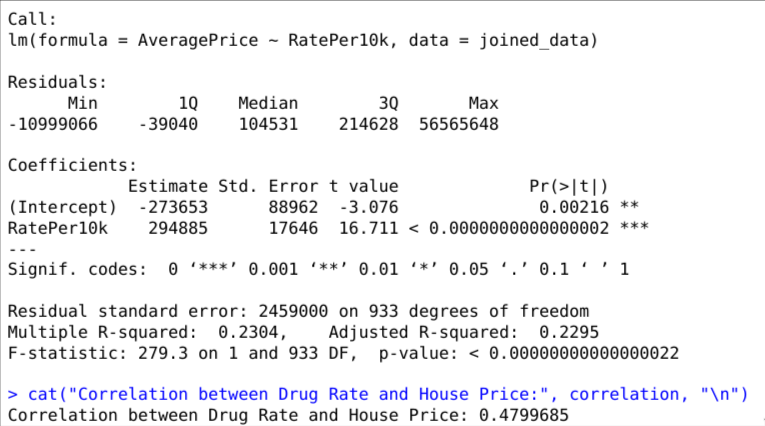 Call:
lm(formula = AveragePrice ~ RatePer10k, data = joined_data)
Residuals:
Min 1Q Median 3Q Max
-10999066 -39040 104531 214628 56565648
Coefficients:
Estimate Std. Error t value Pr(>|t|)
(Intercept) -273653 88962 -3.076 0.00216 **
RatePer10k 294885 17646 16.711 < 0.0000000000000002 ***
---
Signif. codes: 0 ‘***’ 0.001 ‘**’ 0.01 ‘*’ 0.05 ‘.’ 0.1 ‘ ’ 1
Residual standard error: 2459000 on 933 degrees of freedom
Multiple R-squared: 0.2304, Adjusted R-squared: 0.2295
F-statistic: 279.3 on 1 and 933 DF, p-value: < 0.00000000000000022
> cat("Correlation between Drug Rate and House Price:", correlation, "\n")
Correlation between Drug Rate and House Price: 0.4799685